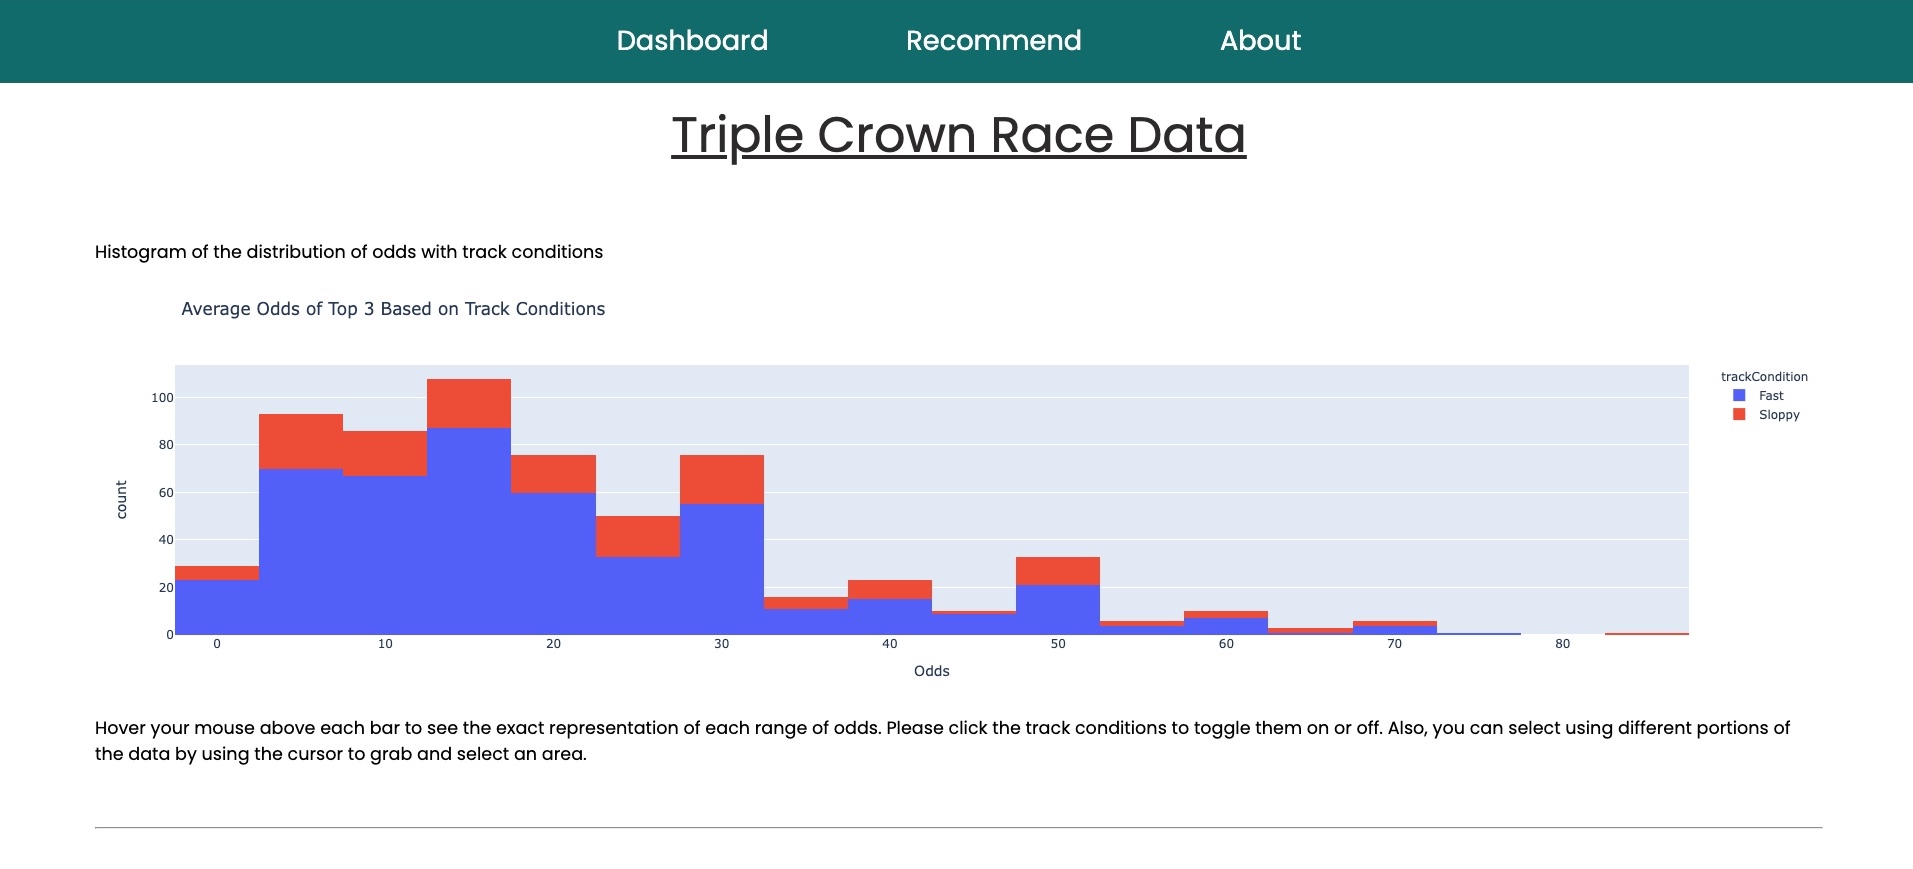 Dashboard Recommend About
Triple Crown Race Data
Histogram of the distribution of odds with track conditions
Average Odds of Top 3 Based on Track Conditions
trackCondition
Fast
Sloppy
100
80
60
40
20
0
count
0 10 20 30 40 50 60 70 80
Odds
Hover your mouse above each bar to see the exact representation of each range of odds. Please click the track conditions to toggle them on or off. Also, you can select using different portions of
the data by using the cursor to grab and select an area.